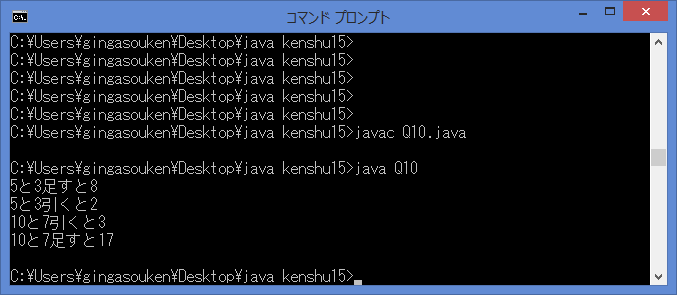 コマンド プロンプト
C:¥Users¥gingasouken¥Desktop¥java kenshu15>
C:¥Users¥gingasouken¥Desktop¥java kenshu15>
C:¥Users¥gingasouken¥Desktop¥java kenshu15>
C:¥Users¥gingasouken¥Desktop¥java kenshu15>
C:¥Users¥gingasouken¥Desktop¥java kenshu15>
C:¥Users¥gingasouken¥Desktop¥java kenshu15>javac Q10.java
C:¥Users¥gingasouken¥Desktop¥java kenshu15>java Q10
5と3足すと8
5と3引くと2
10と7引くと3
10と7足すと17
C:¥Users¥gingasouken¥Desktop¥java kenshu15>